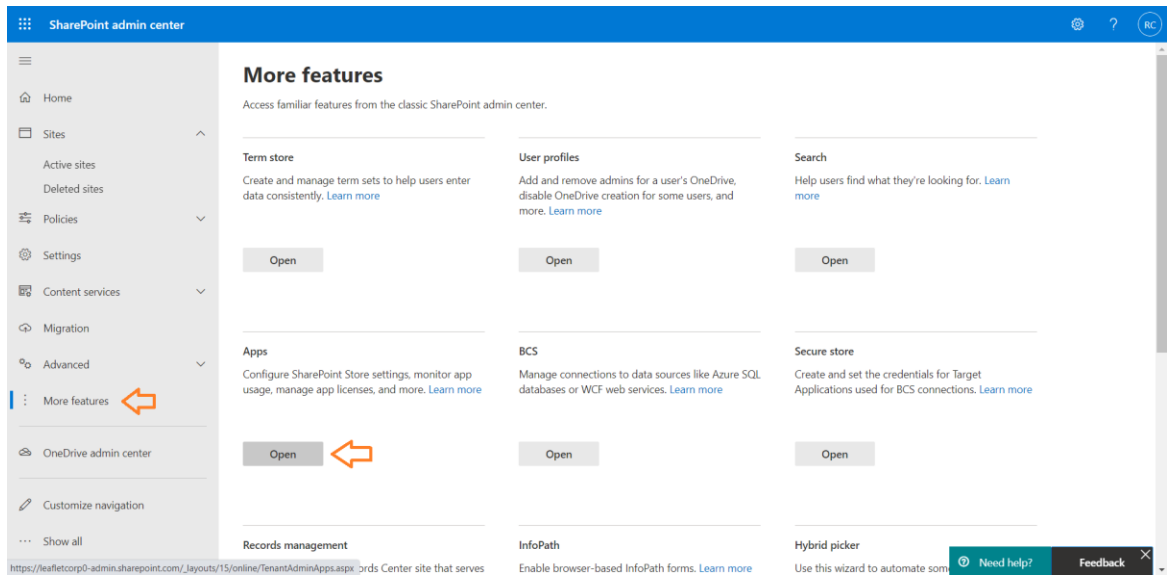 SharePoint admin center
?
RC
Home
Sites
Active sites
Deleted sites
Policies
Settings
Content services
Migration
Advanced
More features
OneDrive admin center
Customize navigation
Show all
More features
Access familiar features from the classic SharePoint admin center.
Term store
Create and manage term sets to help users enter
data consistently. Learn more
Open
User profiles
Add and remove admins for a user's OneDrive,
disable OneDrive creation for some users, and
more. Learn more
Open
Search
Help users find what they're looking for. Learn
more
Open
Apps
Configure SharePoint Store settings, monitor app
usage, manage app licenses, and more. Learn more
Open
BCS
Manage connections to data sources like Azure SQL
databases or WCF web services. Learn more
Open
Secure store
Create and set the credentials for Target
Applications used for BCS connections. Learn more
Open
Records management
ords Center site that serves
InfoPath
Enable browser-based InfoPath forms. Learn more
Hybrid picker
Use this wizard to automate
Need help?
Feedback
https://leafletcorp0-admin.sharepoint.com/_layouts/15/online/TenantAdminApps.aspx